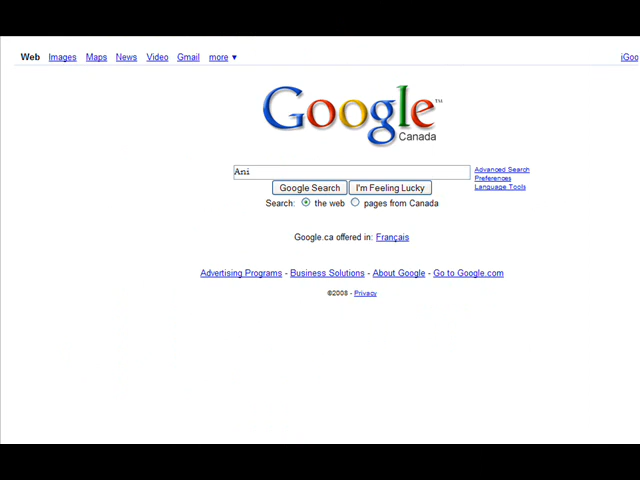 Web Images Maps News Video Gmail more ▼ iGoo
Google™
Canada
Ani
Advanced Search
Preferences
Language Tools
Google Search I'm Feeling Lucky
Search: the web pages from Canada
Google.ca offered in: Français
Advertising Programs - Business Solutions - About Google - Go to Google.com
©2008 - Privacy